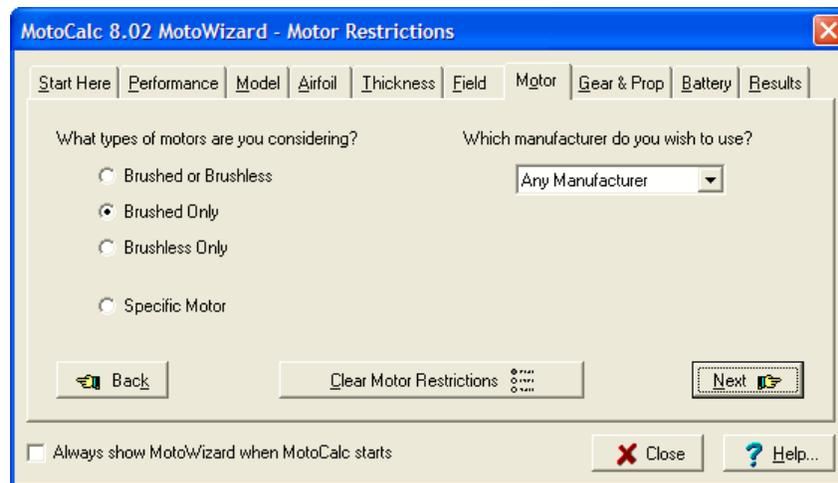 MotoCalc 8.02 MotoWizard - Motor Restrictions
Start Here Performance Model Airfoil Thickness Field Motor Gear & Prop Battery Results
What types of motors are you considering?
Brushed or Brushless
Brushed Only
Brushless Only
Specific Motor
Which manufacturer do you wish to use?
Any Manufacturer
Back
Clear Motor Restrictions
Next
Always show MotoWizard when MotoCalc starts
Close
Help...